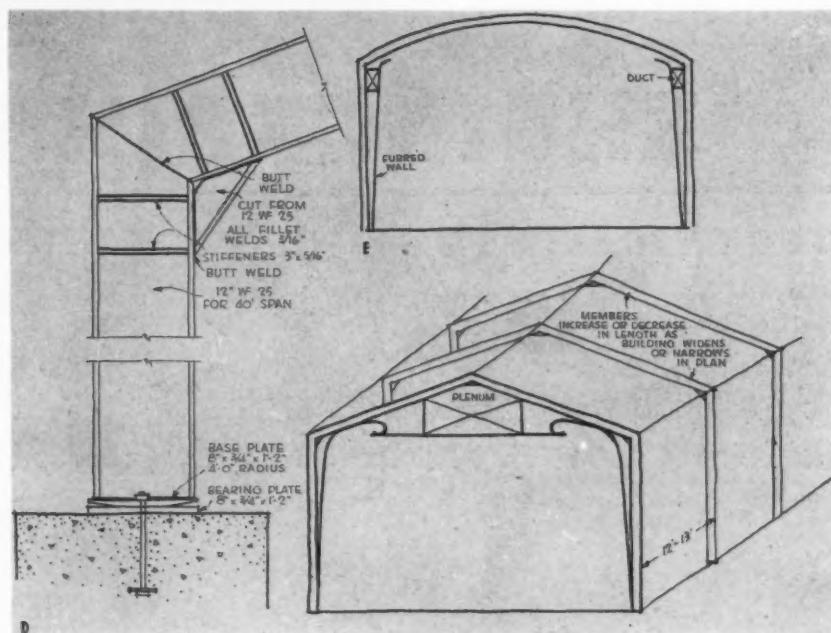 BUTT
WELD
CUT FROM
12 WF 25
ALL FILLET
WELDS 3/16"
STIFFENERS 3" x 5/16"
BUTT WELD
12" WF 25
FOR 40' SPAN
BASE PLATE
8" x 3/4" x 1'-2"
4'-0" RADIUS
BEARING PLATE
8" x 3/4" x 1'-2"
D
DUCT
FURRED
WALL
E
MEMBERS
INCREASE OR DECREASE
IN LENGTH AS
BUILDING WIDENS
OR NARROWS
IN PLAN
PLENUM